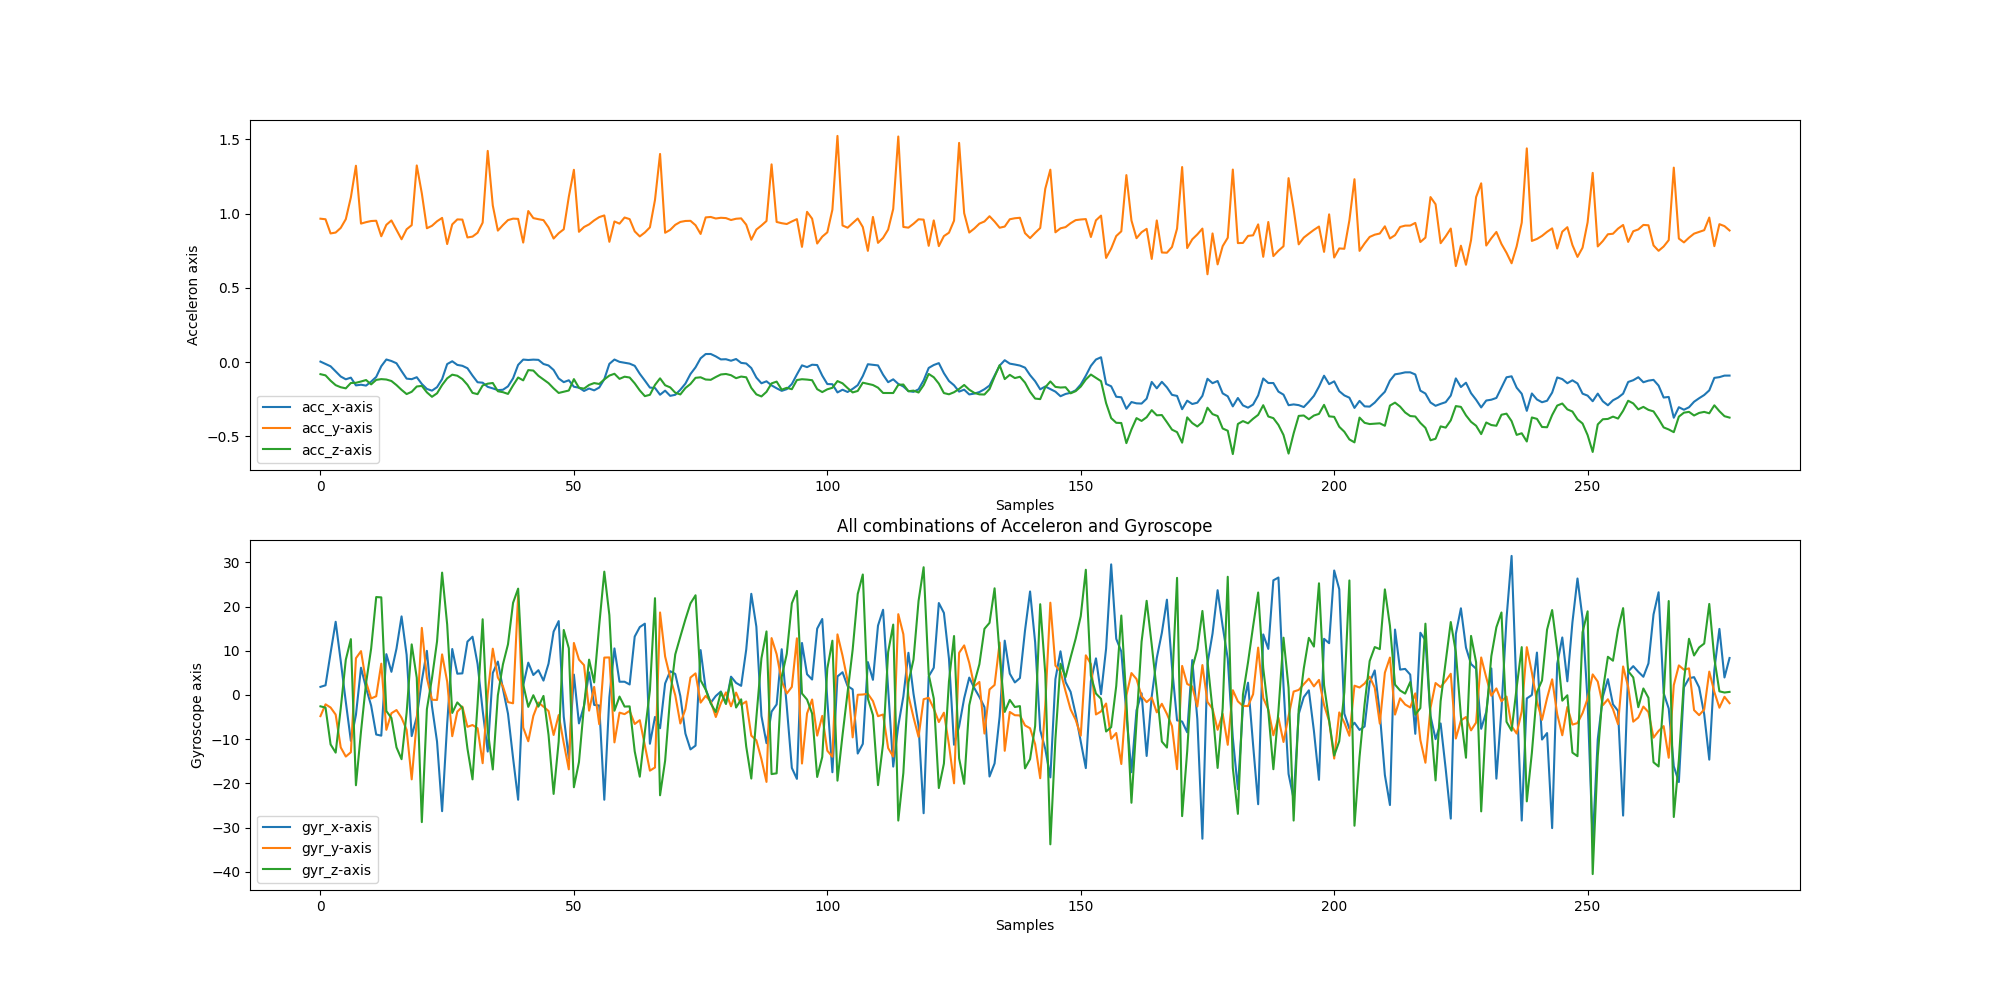 1.5
1.0
0.5
0.0
−0.5
Acceleron axis
acc_x-axis
acc_y-axis
acc_z-axis
0 50 100 150 200 250
Samples
All combinations of Acceleron and Gyroscope
30
20
10
0
−10
−20
−30
−40
Gyroscope axis
gyr_x-axis
gyr_y-axis
gyr_z-axis
0 50 100 150 200 250
Samples